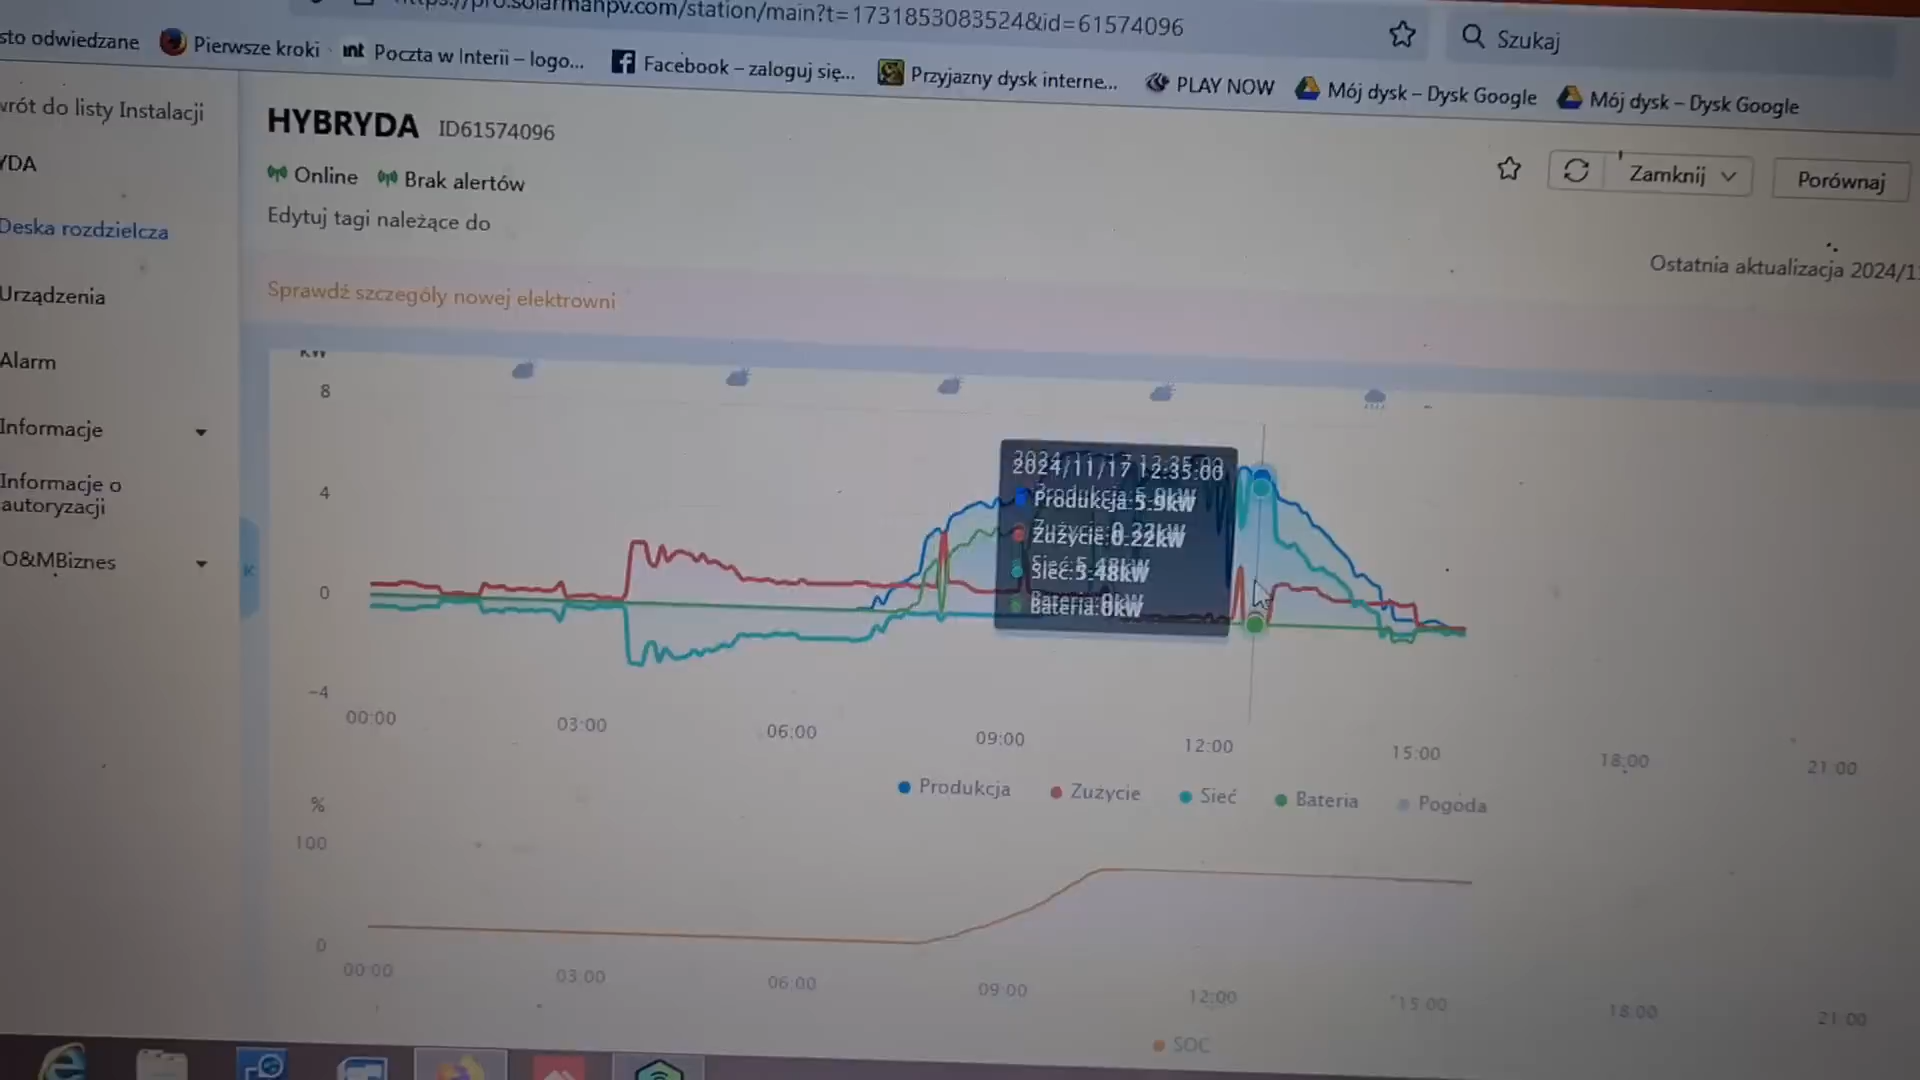 https://pro.solarmanpv.com/station/main?t=1731853083524&id=61574096
Szukaj
sto odwiedzane
Pierwsze kroki
int Poczta w Interii – logo...
Facebook – zaloguj się...
Przyjazny dysk interne...
PLAY NOW
Mój dysk – Dysk Google
Mój dysk – Dysk Google
wrót do listy Instalacji
YDA
Deska rozdzielcza
Urządzenia
Alarm
Informacje
Informacje o
autoryzacji
O&MBiznes
HYBRYDA ID61574096
Online Brak alertów
Edytuj tagi należące do
Zamknij
Porównaj
Ostatnia aktualizacja 2024/1
Sprawdź szczegóły nowej elektrowni
kW
8
4
0
-4
2024/11/17 12:35:00
Produkcja:5.9kW
Zużycie:0.22kW
Sieć:5.48kW
Bateria:0kW
00:00 03:00 06:00 09:00 12:00 15:00 18:00 21:00
Produkcja Zużycie Sieć Bateria Pogoda
%
100
0
00:00 03:00 06:00 09:00 12:00 15:00 18:00 21:00
SOC